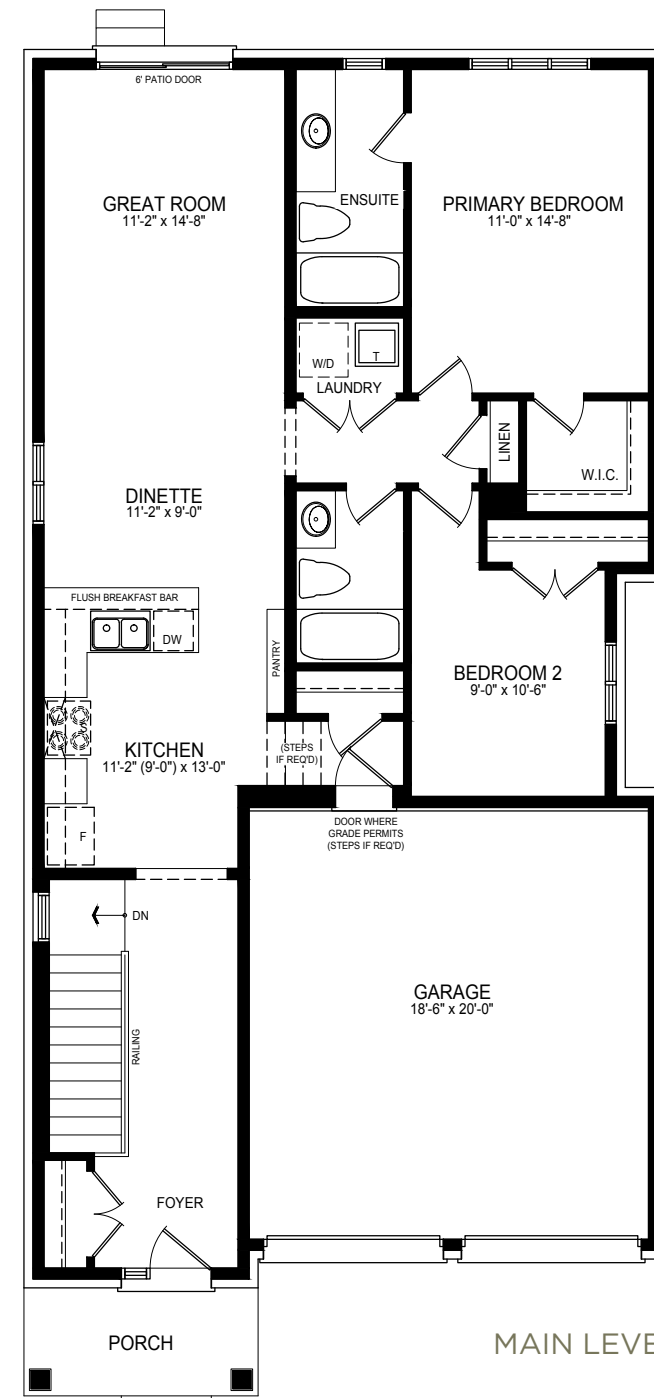 6' PATIO DOOR
GREAT ROOM
11'-2" x 14'-8"
ENSUITE
PRIMARY BEDROOM
11'-0" x 14'-8"
W/D
T
LAUNDRY
LINEN
W.I.C.
DINETTE
11'-2" x 9'-0"
FLUSH BREAKFAST BAR
DW
PANTRY
BEDROOM 2
9'-0" x 10'-6"
KITCHEN
11'-2" (9'-0") x 13'-0"
(STEPS
IF REQ'D)
F
DOOR WHERE
GRADE PERMITS
(STEPS IF REQ'D)
DN
RAILING
GARAGE
18'-6" x 20'-0"
FOYER
PORCH
MAIN LEVE